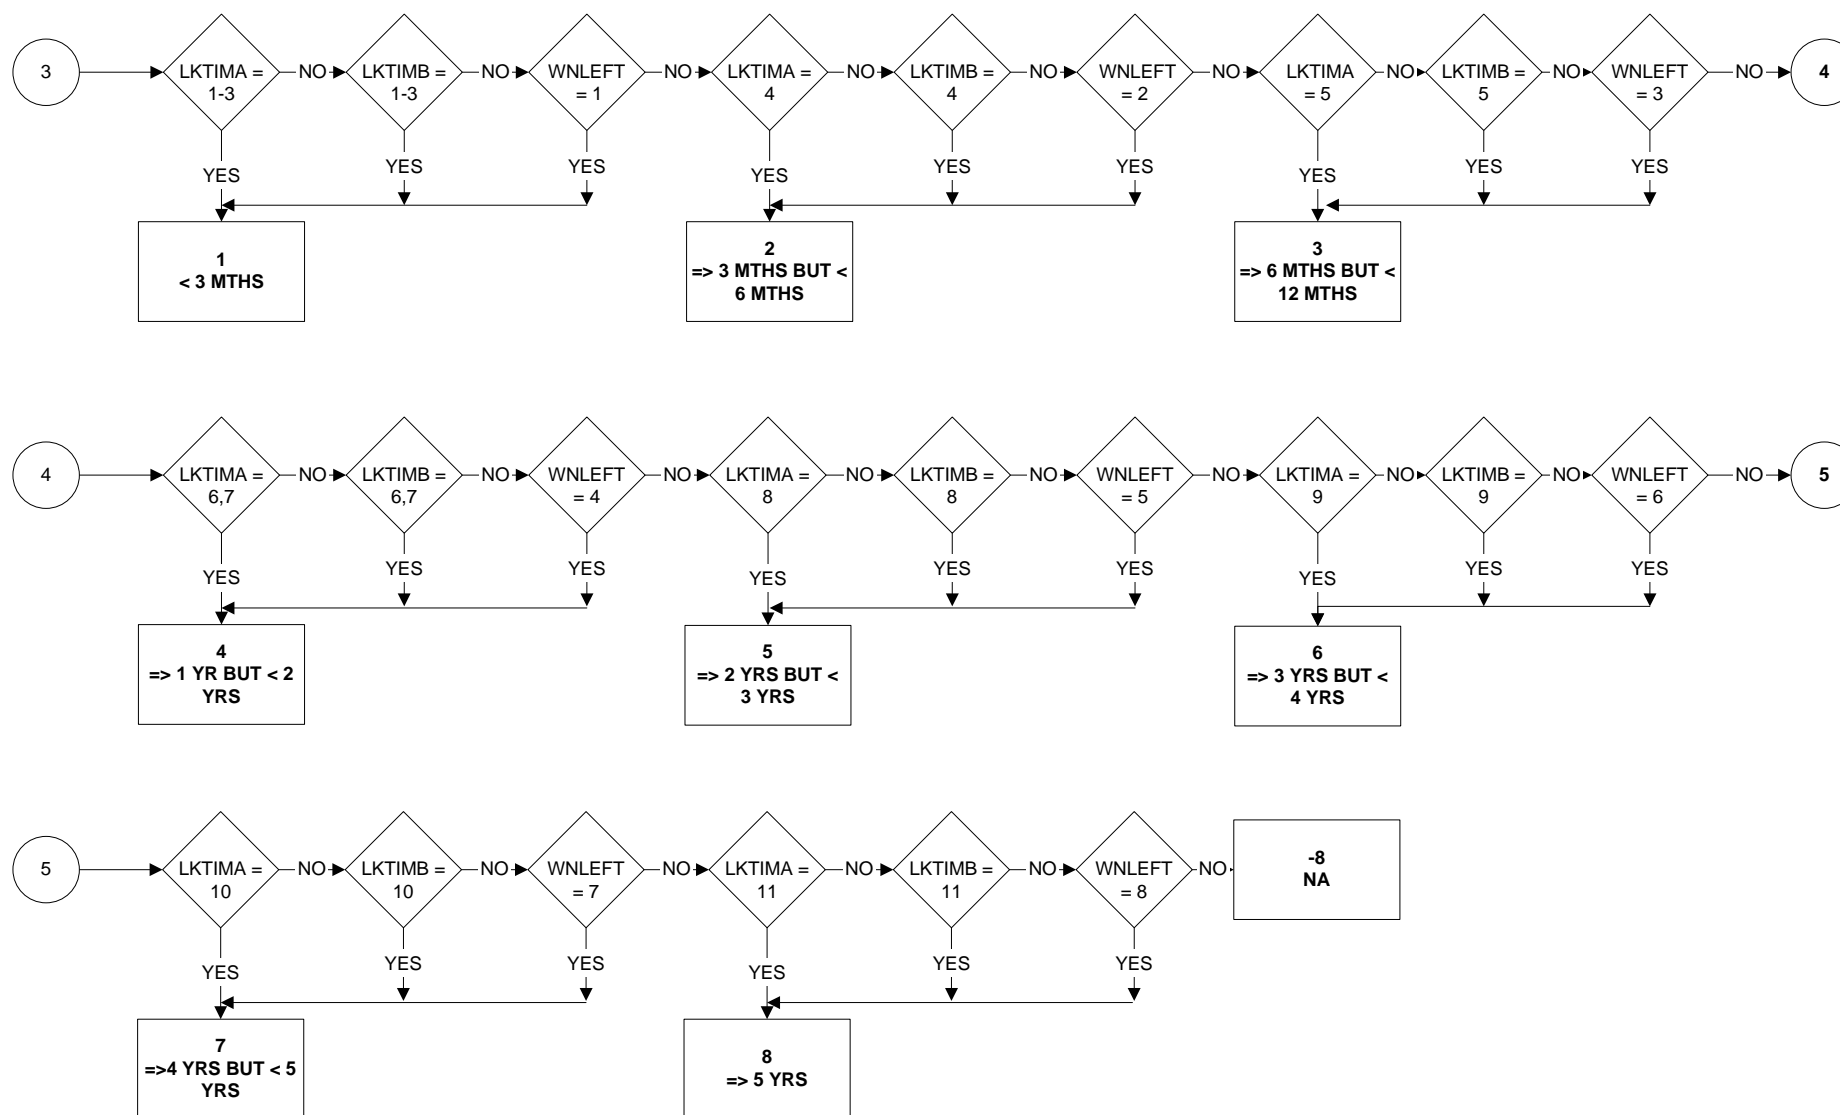 3
LKTIMA =
1-3
NO
LKTIMB =
1-3
NO
WNLEFT
= 1
NO
LKTIMA =
4
NO
LKTIMB =
4
NO
WNLEFT
= 2
NO
LKTIMA
= 5
NO
LKTIMB =
5
NO
WNLEFT
= 3
NO
4
YES
YES
YES
YES
YES
YES
YES
YES
YES
1
< 3 MTHS
2
=> 3 MTHS BUT <
6 MTHS
3
=> 6 MTHS BUT <
12 MTHS
4
LKTIMA =
6,7
NO
LKTIMB =
6,7
NO
WNLEFT
= 4
NO
LKTIMA =
8
NO
LKTIMB =
8
NO
WNLEFT
= 5
NO
LKTIMA =
9
NO
LKTIMB =
9
NO
WNLEFT
= 6
NO
5
YES
YES
YES
YES
YES
YES
YES
YES
YES
4
=> 1 YR BUT < 2
YRS
5
=> 2 YRS BUT <
3 YRS
6
=> 3 YRS BUT <
4 YRS
5
LKTIMA =
10
NO
LKTIMB =
10
NO
WNLEFT
= 7
NO
LKTIMA =
11
NO
LKTIMB =
11
NO
WNLEFT
= 8
NO
-8
NA
YES
YES
YES
YES
YES
YES
7
=>4 YRS BUT < 5
YRS
8
=> 5 YRS